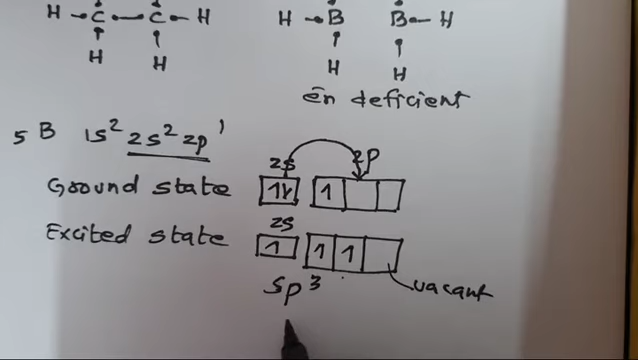 H C C H H B B H
H H H H
ēn deficient
5 B 1s² 2s² 2p¹
2s 2p
Ground state 1 1
2s
Excited state 1 1 1
sp³ vacant